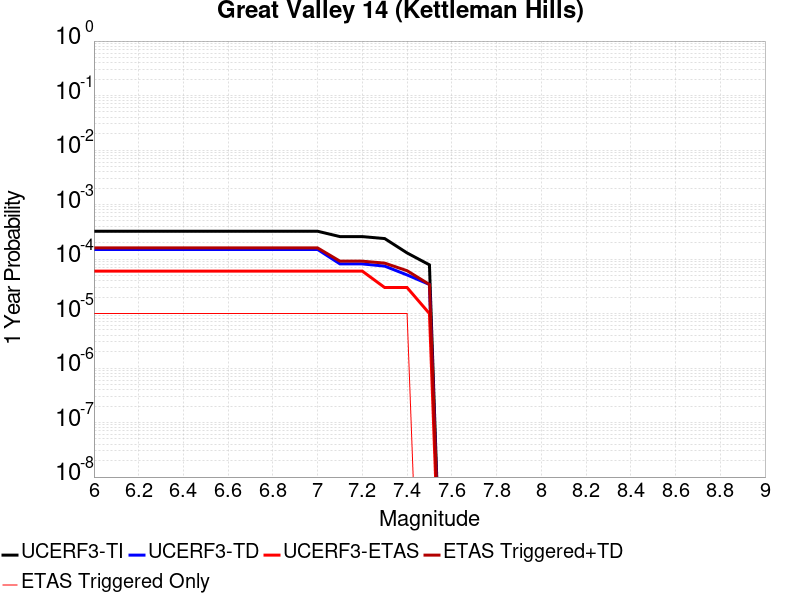 Great Valley 14 (Kettleman Hills)
10^0
10^-1
10^-2
10^-3
10^-4
10^-5
10^-6
10^-7
10^-8
1 Year Probability
6 6.2 6.4 6.6 6.8 7 7.2 7.4 7.6 7.8 8 8.2 8.4 8.6 8.8 9
Magnitude
UCERF3-TI UCERF3-TD UCERF3-ETAS ETAS Triggered+TD
ETAS Triggered Only